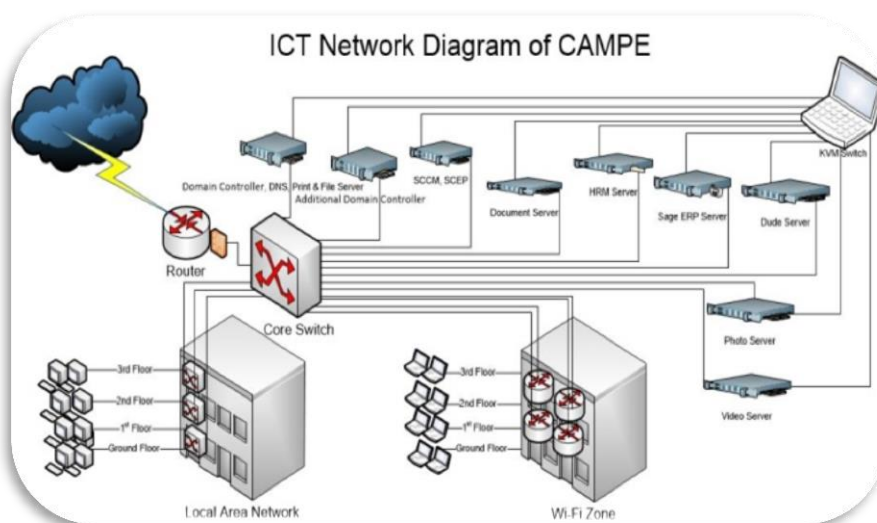 ICT Network Diagram of CAMPE
KVM Switch
Domain Controller, DNS, Print & File Server
Additional Domain Controller
SCCM, SCEP
Document Server
HRM Server
Sage ERP Server
Dude Server
Router
Core Switch
Photo Server
Video Server
3rd Floor
2nd Floor
1st Floor
Ground Floor
Local Area Network
3rd Floor
2nd Floor
1st Floor
Ground Floor
Wi-Fi Zone